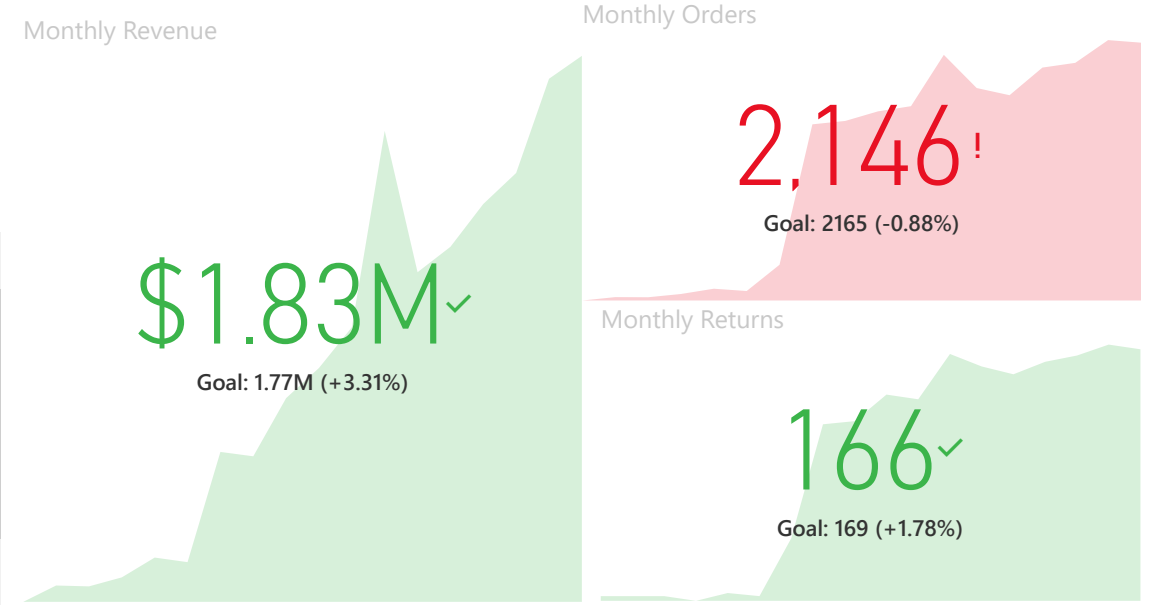 Monthly Revenue
$1.83M✓
Goal: 1.77M (+3.31%)
Monthly Orders
2,146!
Goal: 2165 (-0.88%)
Monthly Returns
166✓
Goal: 169 (+1.78%)